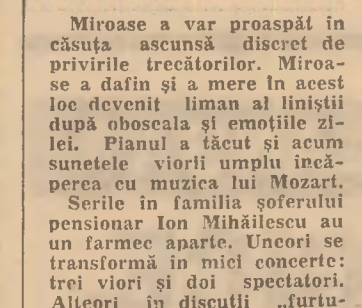 Miroase a var proaspăt în
căsuța ascunsă discret de
privirile trecătorilor. Miroa-
se a dafin și a mere în acest
loc devenit liman al liniștii
după oboseala și emoțiile zi-
lei. Pianul a tăcut și acum
sunetele viorii umplu încă-
perea cu muzica lui Mozart.
Serile în familia șoferului
pensionar Ion Mihăilescu au
un farmec aparte. Uneori se
transformă in mici concerte:
trei viori și doi spectatori.
Alteori în discuții „furtu-